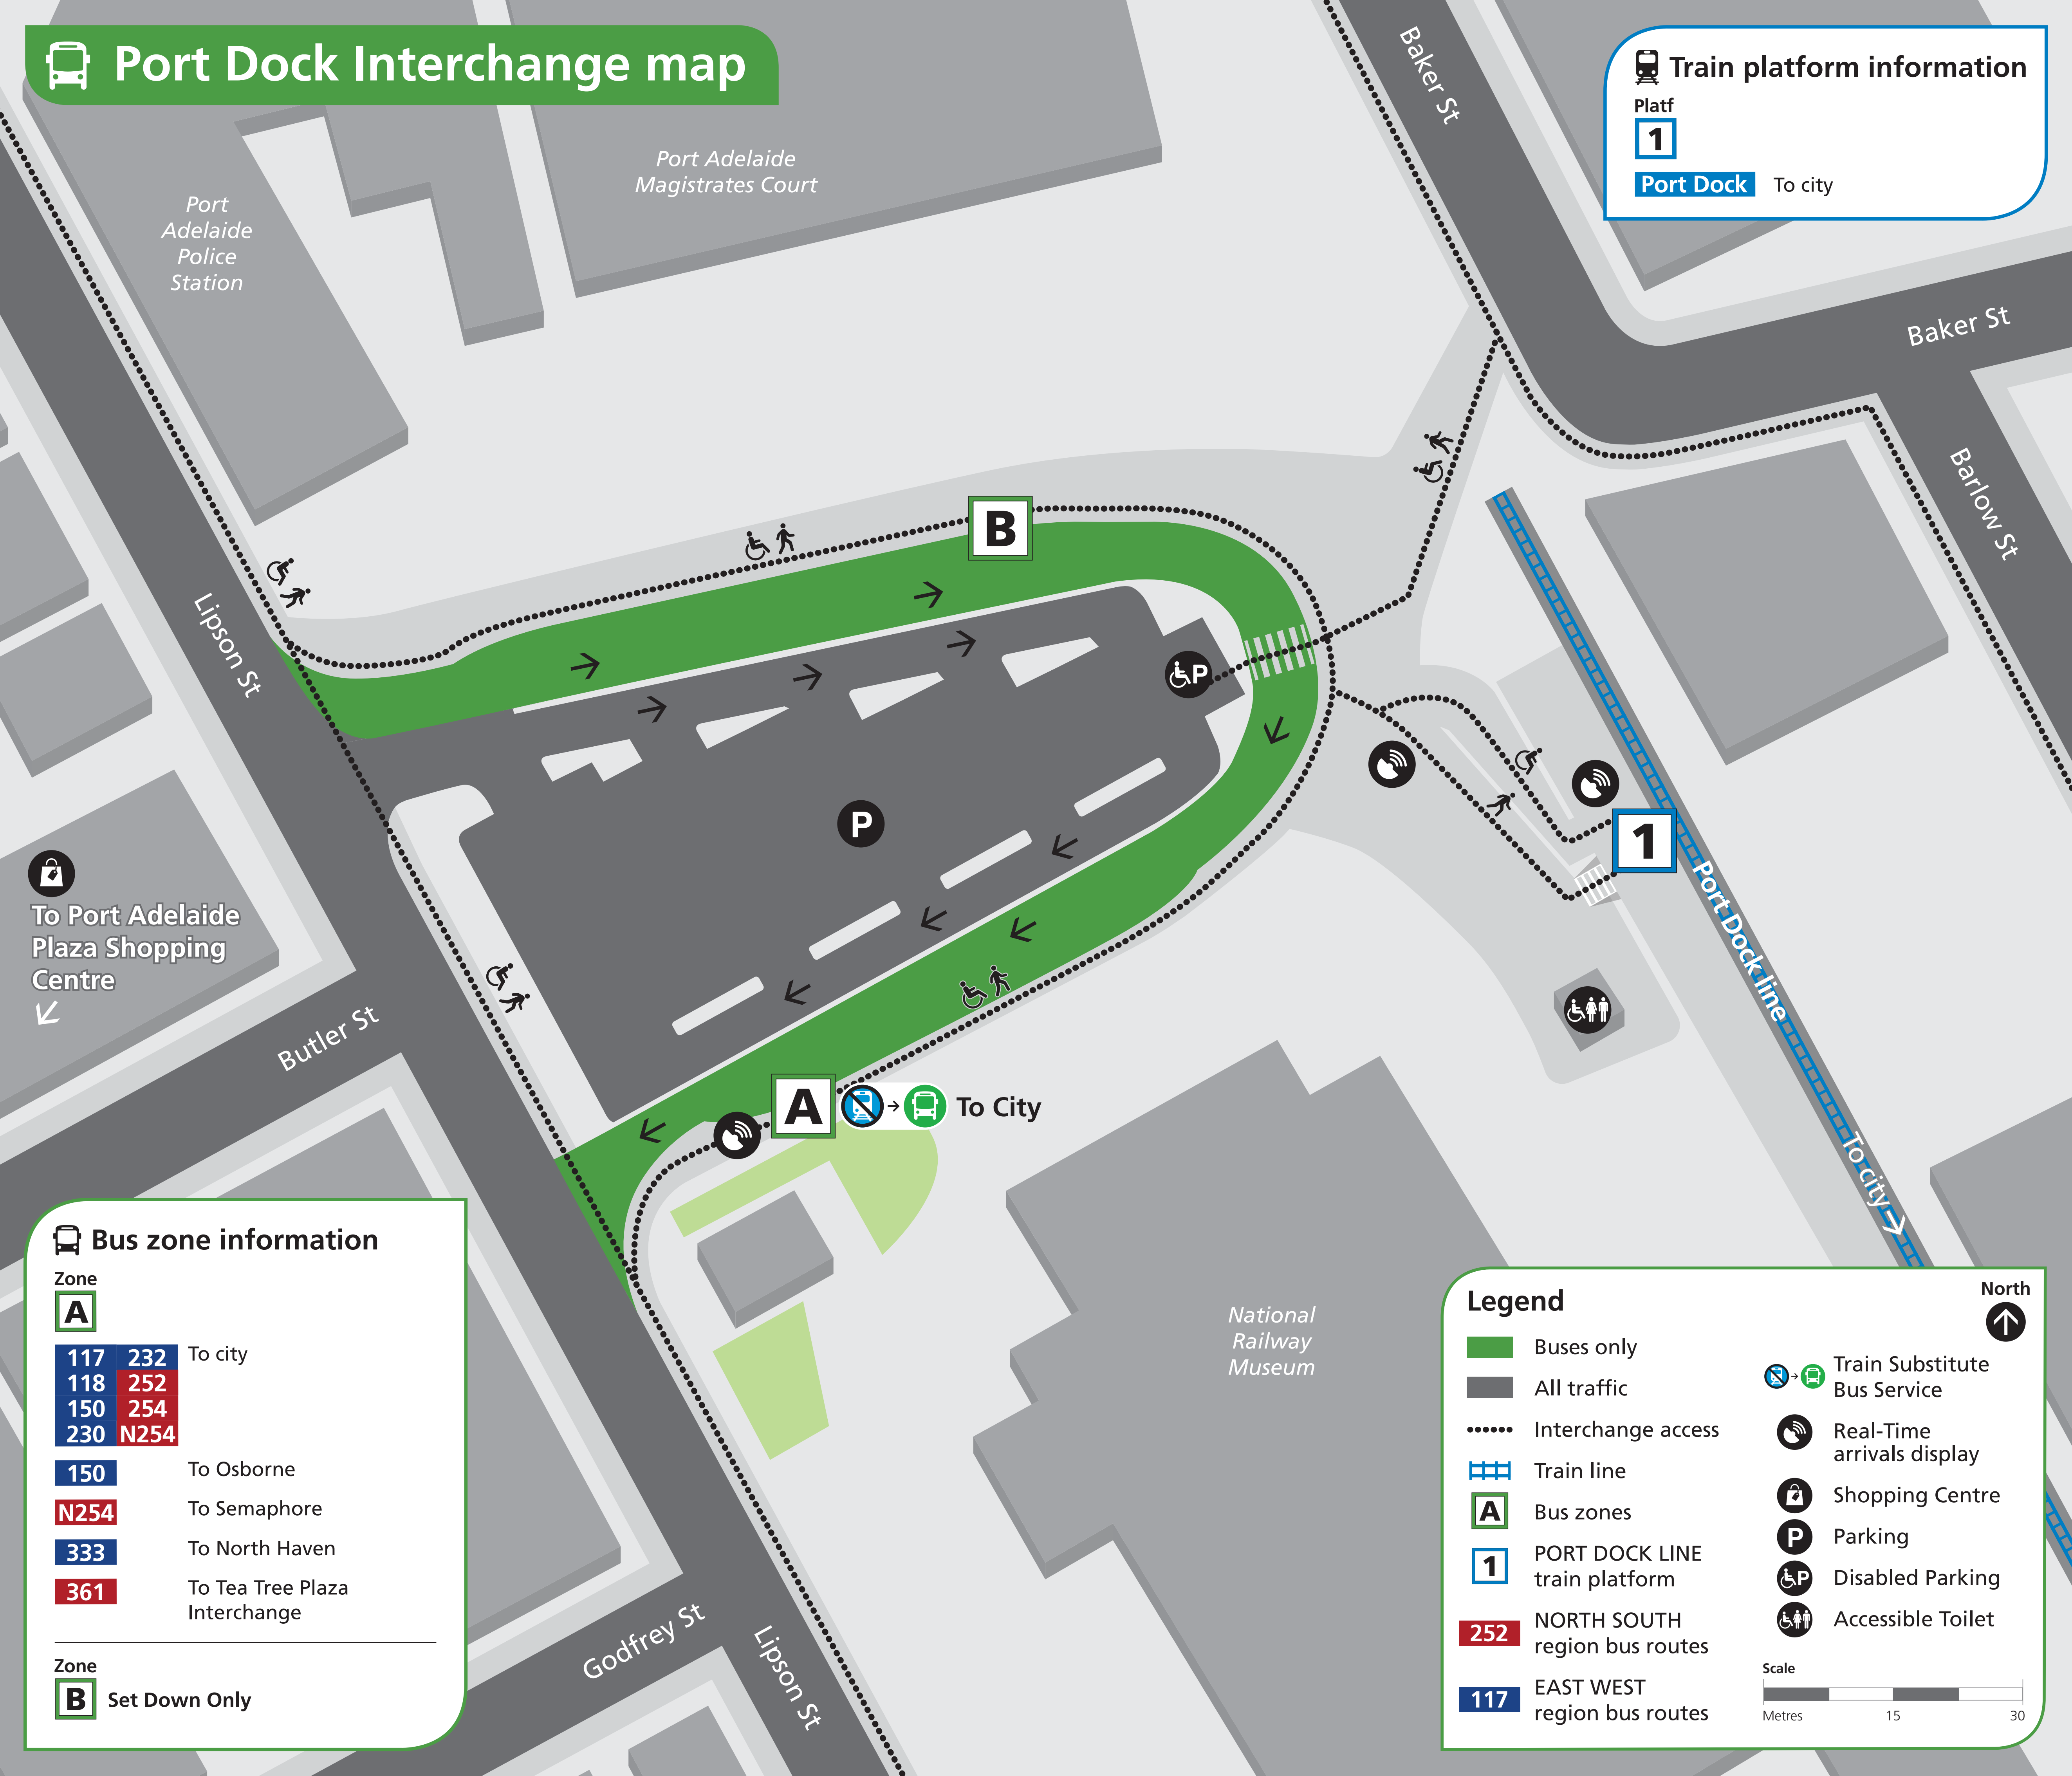 Port Dock Interchange map
Baker St
Train platform information
Platf
1
Port Dock To city
Port Adelaide
Magistrates Court
Port
Adelaide
Police
Station
Baker St
Barlow St
B
Lipson St
P
P
1
To Port Adelaide
Plaza Shopping
Centre
Port Dock line
Butler St
A To City
To city
National
Railway
Museum
Godfrey St
Lipson St
Bus zone information
Zone
A
117 232 To city
118 252
150 254
230 N254
150 To Osborne
N254 To Semaphore
333 To North Haven
361 To Tea Tree Plaza
Interchange
Zone
B Set Down Only
Legend
North
Buses only
All traffic
Interchange access
Train line
A Bus zones
1 PORT DOCK LINE
train platform
252 NORTH SOUTH
region bus routes
117 EAST WEST
region bus routes
Train Substitute
Bus Service
Real-Time
arrivals display
Shopping Centre
P Parking
P Disabled Parking
Accessible Toilet
Scale
Metres 15 30